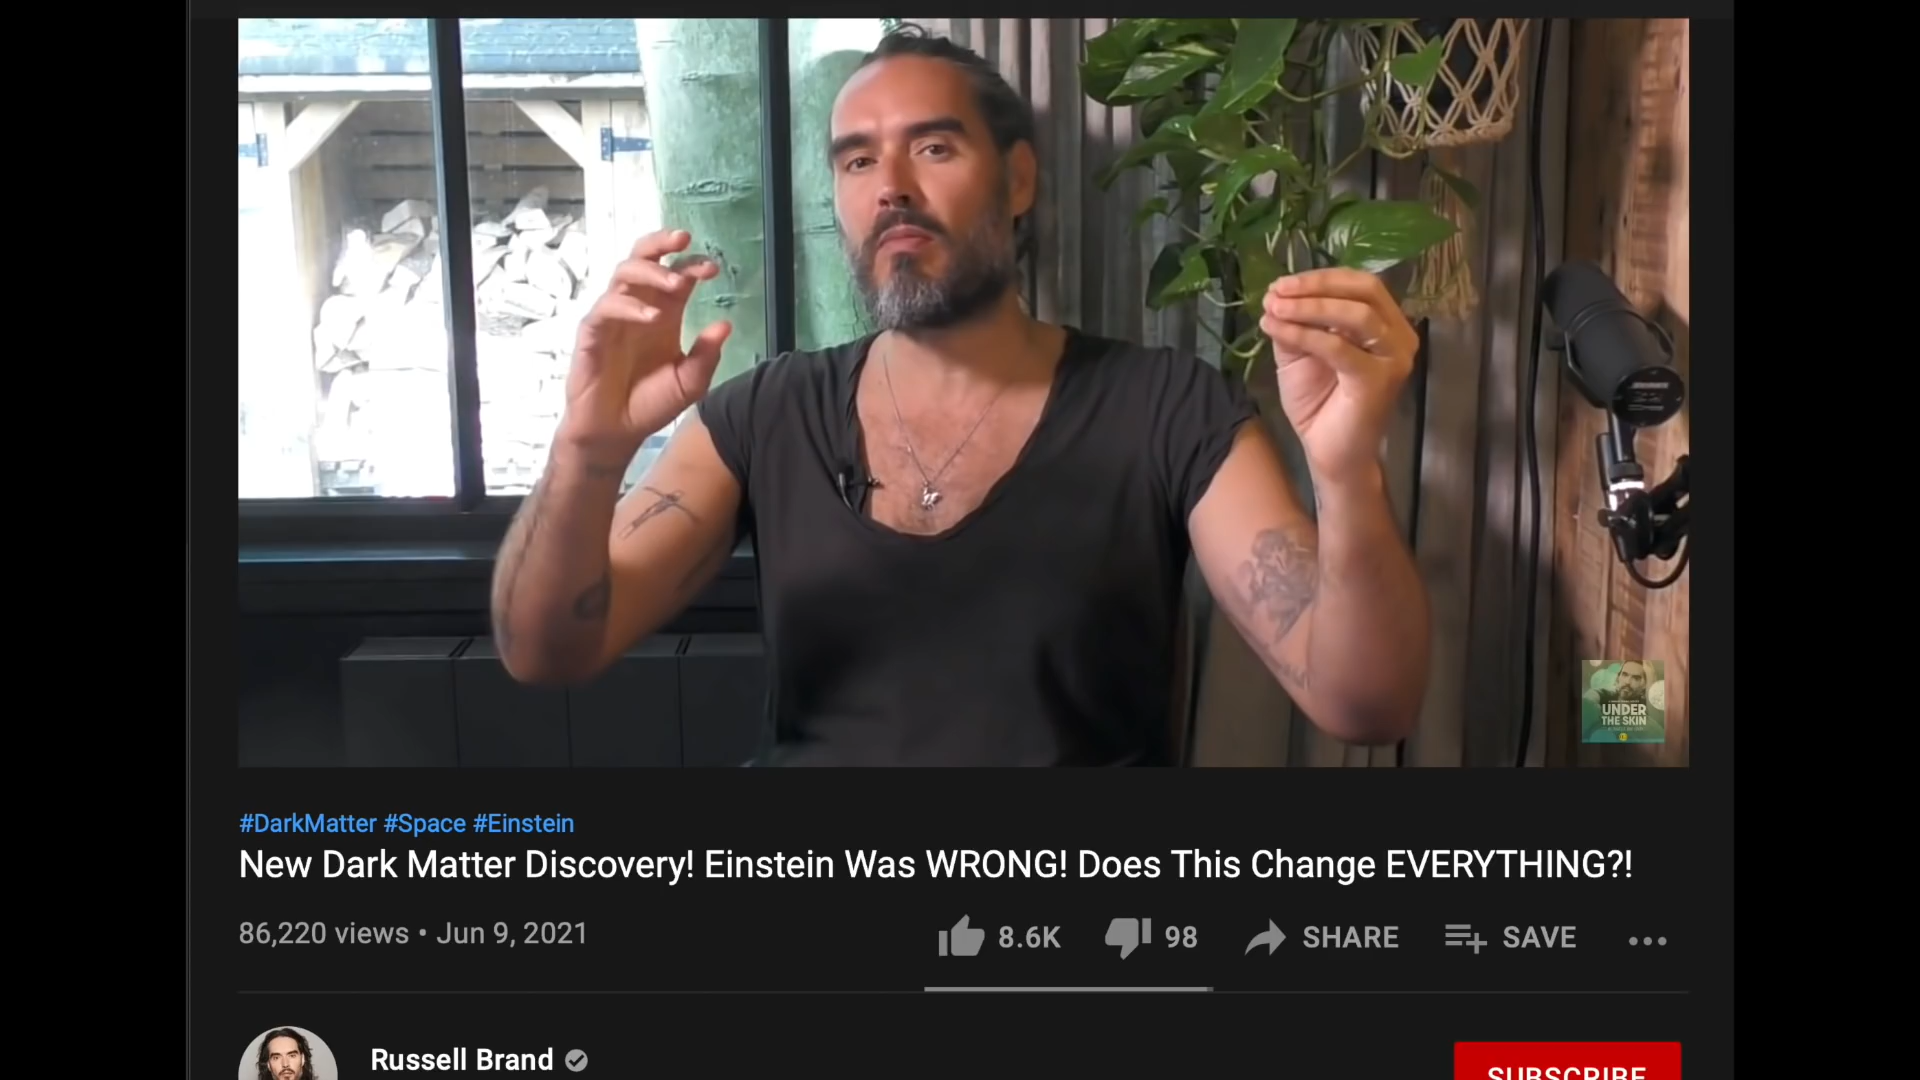 UNDER
THE SKIN
#DarkMatter #Space #Einstein
New Dark Matter Discovery! Einstein Was WRONG! Does This Change EVERYTHING?!
86,220 views • Jun 9, 2021
8.6K 98 SHARE SAVE
Russell Brand
SUBSCRIBE